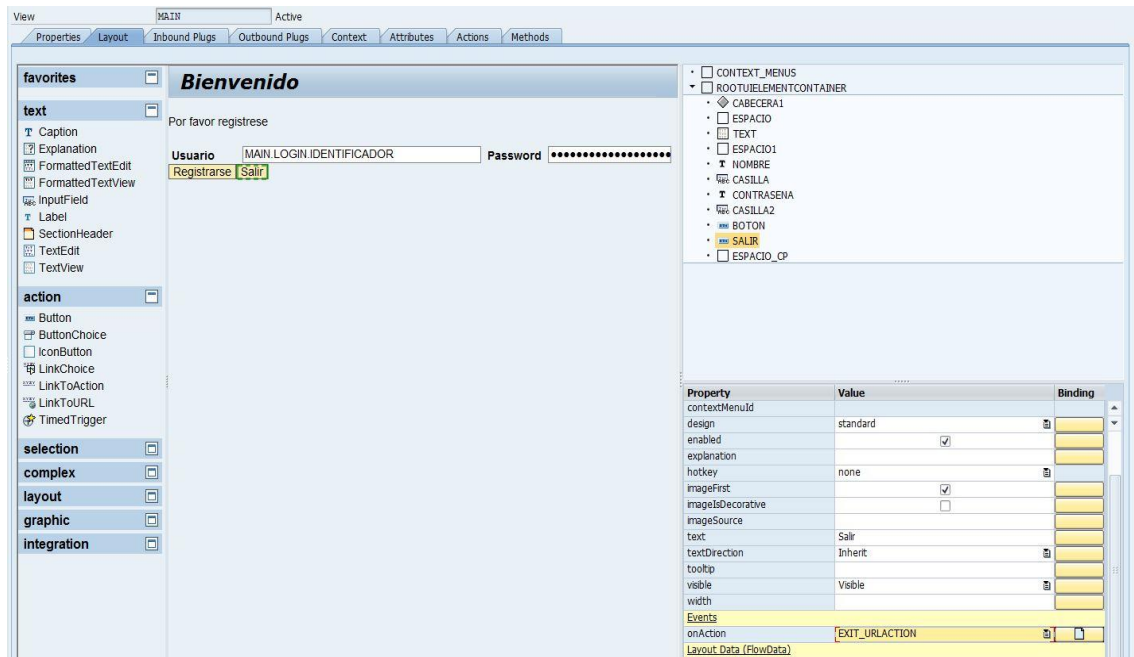 View MAIN Active
Properties Layout Inbound Plugs Outbound Plugs Context Attributes Actions Methods
favorites
text
Caption
Explanation
FormattedTextEdit
FormattedTextView
InputField
Label
SectionHeader
TextEdit
TextView
action
Button
ButtonChoice
IconButton
LinkChoice
LinkToAction
LinkToURL
TimedTrigger
selection
complex
layout
graphic
integration
Bienvenido
Por favor registrese
Usuario MAIN.LOGIN.IDENTIFICADOR Password
Registrarse Salir
CONTEXT_MENUS
ROOTUIELEMENTCONTAINER
CABECERA1
ESPACIO
TEXT
ESPACIO1
NOMBRE
CASILLA
CONTRASENA
CASILLA2
BOTON
SALIR
ESPACIO_CP
Property Value Binding
contextMenuId
design standard
enabled
explanation
hotkey none
imageFirst
imageIsDecorative
imageSource
text Salir
textDirection Inherit
tooltip
visible Visible
width
Events
onAction EXIT_URLACTION
Layout Data (FlowData)